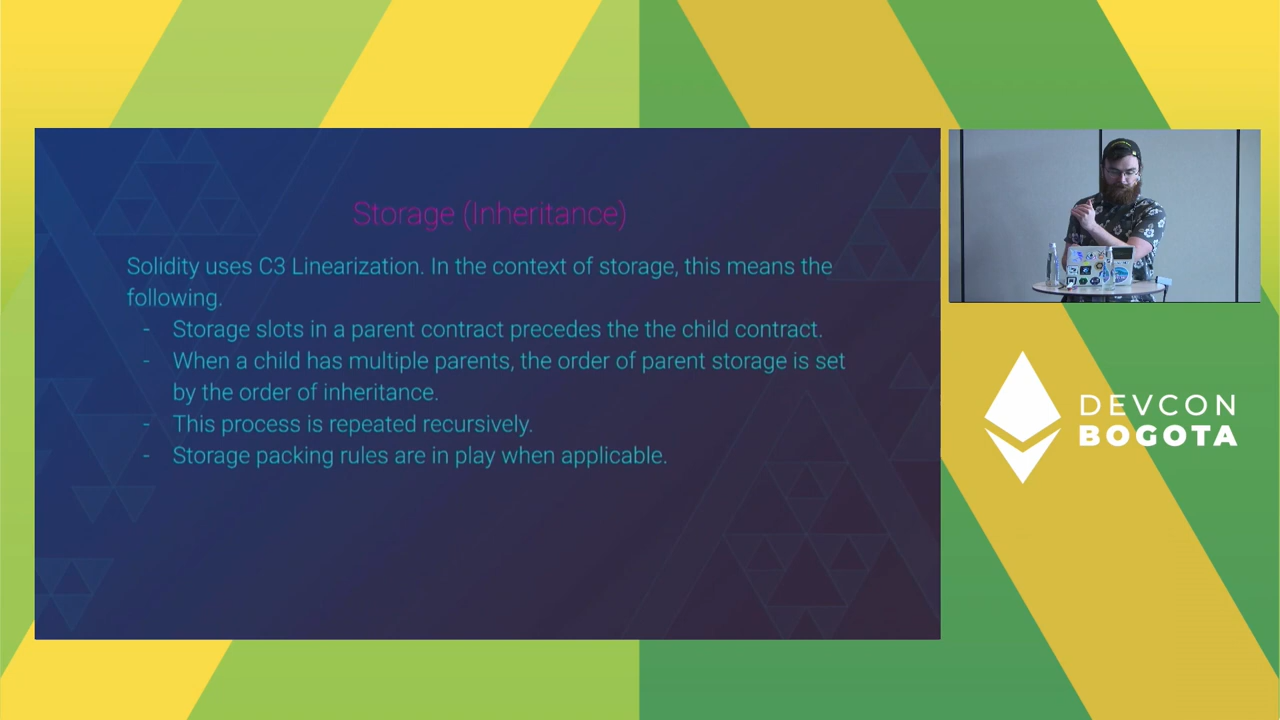 Storage (Inheritance)
Solidity uses C3 Linearization. In the context of storage, this means the
following.
- Storage slots in a parent contract precedes the the child contract.
- When a child has multiple parents, the order of parent storage is set
by the order of inheritance.
- This process is repeated recursively.
- Storage packing rules are in play when applicable.
DEVCON
BOGOTA